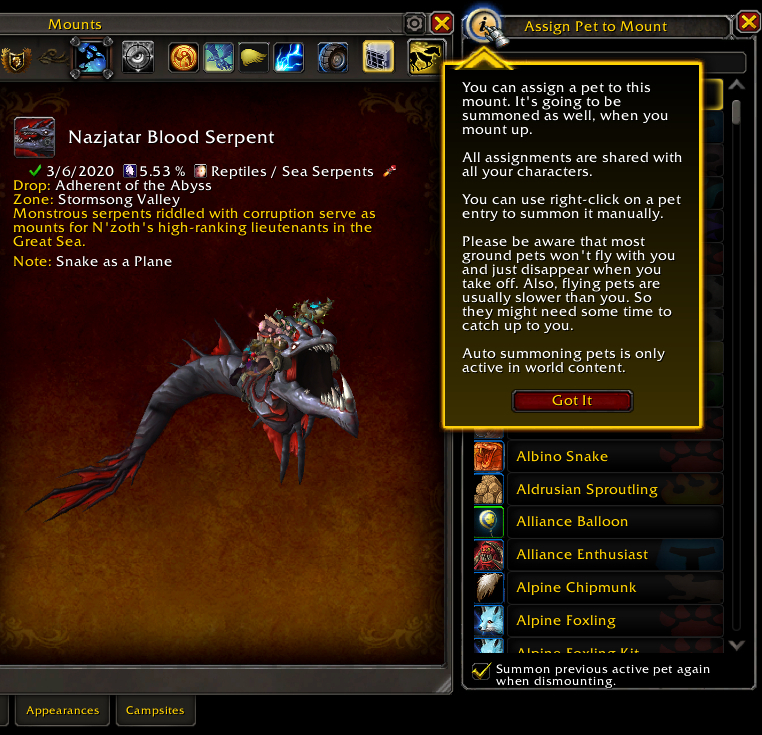 Mounts
Assign Pet to Mount
Nazjatar Blood Serpent
3/6/2020 5.53 % Reptiles / Sea Serpents
Drop: Adherent of the Abyss
Zone: Stormsong Valley
Monstrous serpents riddled with corruption serve as
mounts for N'zoth's high-ranking lieutenants in the
Great Sea.
Note: Snake as a Plane
You can assign a pet to this
mount. It's going to be
summoned as well, when you
mount up.
All assignments are shared with
all your characters.
You can use right-click on a pet
entry to summon it manually.
Please be aware that most
ground pets won't fly with you
and just disappear when you
take off. Also, flying pets are
usually slower than you. So
they might need some time to
catch up to you.
Auto summoning pets is only
active in world content.
Got It
Albino Snake
Aldrusian Sproutling
Alliance Balloon
Alliance Enthusiast
Alpine Chipmunk
Alpine Foxling
Alpine Foxling Kit
Summon previous active pet again
when dismounting.
Appearances
Campsites